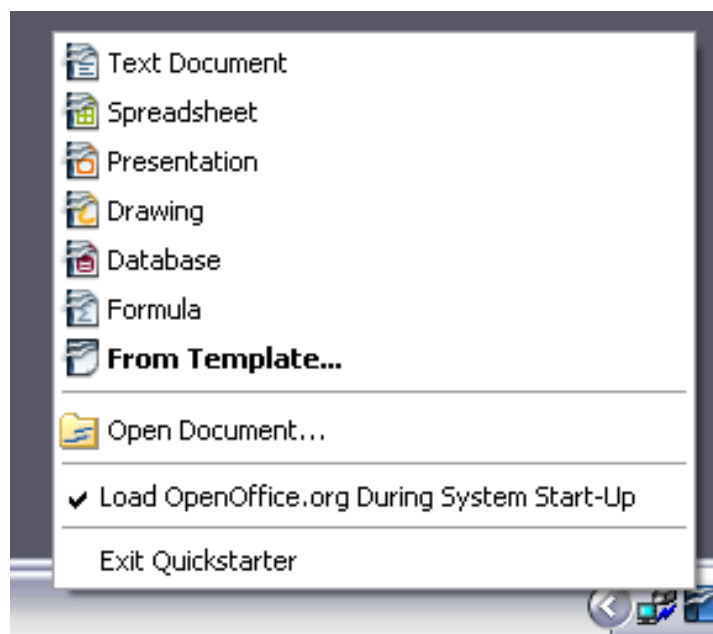 Text Document
Spreadsheet
Presentation
Drawing
Database
Formula
From Template...
Open Document...
Load OpenOffice.org During System Start-Up
Exit Quickstarter